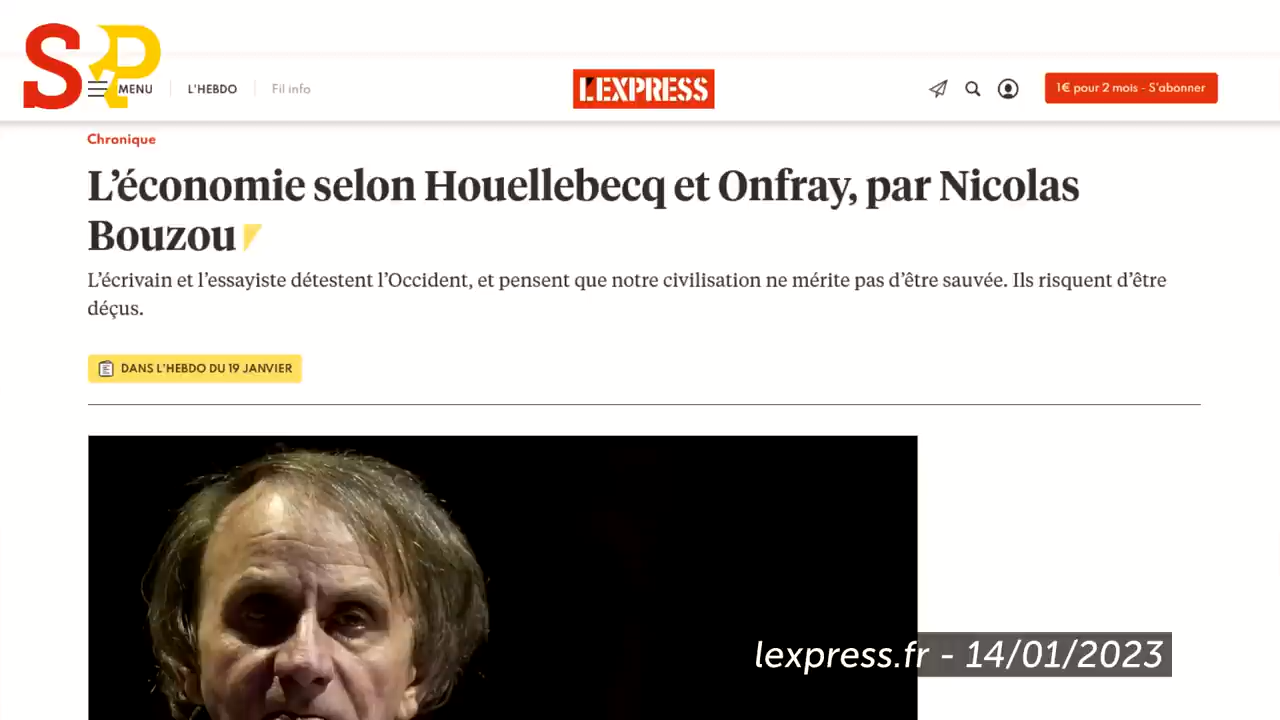 SP
MENU
L'HEBDO
Fil info
L'EXPRESS
1€ pour 2 mois - S'abonner
Chronique
L'économie selon Houellebecq et Onfray, par Nicolas
Bouzou
L'écrivain et l'essayiste détestent l'Occident, et pensent que notre civilisation ne mérite pas d'être sauvée. Ils risquent d'être
déçus.
DANS L'HEBDO DU 19 JANVIER
lexpress.fr - 14/01/2023